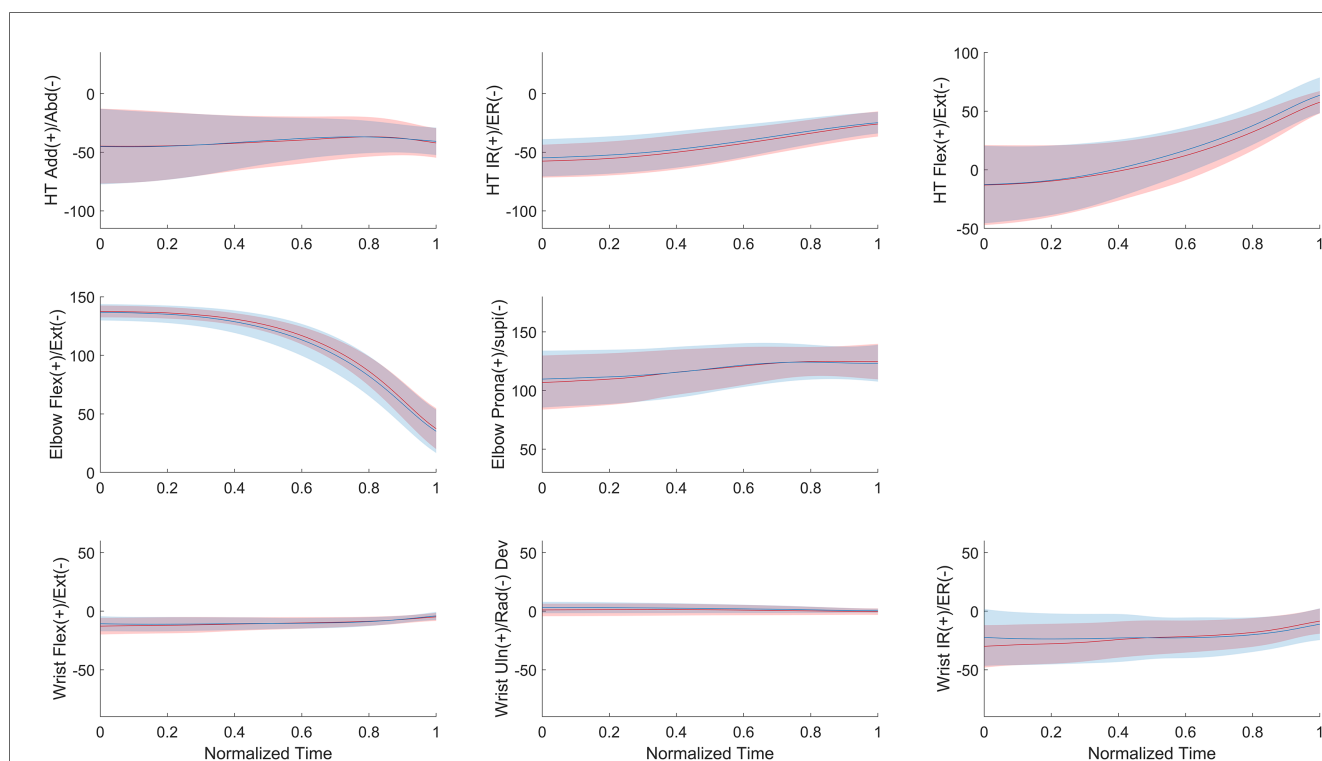 HT Add(+)/Abd(-)
0
-50
-100
0 0.2 0.4 0.6 0.8 1
HT IR(+)/ER(-)
0
-50
-100
0 0.2 0.4 0.6 0.8 1
HT Flex(+)/Ext(-)
100
50
0
-50
0 0.2 0.4 0.6 0.8 1
Elbow Flex(+)/Ext(-)
150
100
50
0
0 0.2 0.4 0.6 0.8 1
Elbow Prona(+)/supi(-)
150
100
50
0 0.2 0.4 0.6 0.8 1
Wrist Flex(+)/Ext(-)
50
0
-50
0 0.2 0.4 0.6 0.8 1
Normalized Time
Wrist Uln(+)/Rad(-) Dev
50
0
-50
0 0.2 0.4 0.6 0.8 1
Normalized Time
Wrist IR(+)/ER(-)
50
0
-50
0 0.2 0.4 0.6 0.8 1
Normalized Time